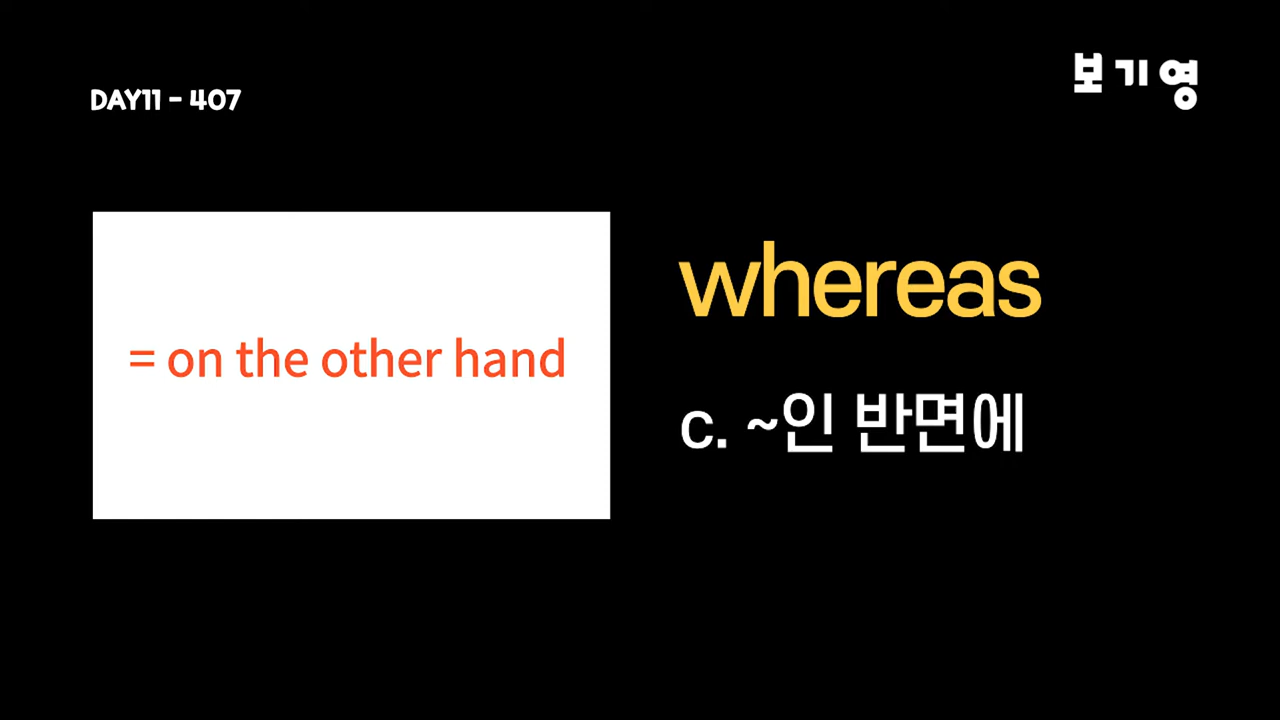 DAY11 - 407
보기영
= on the other hand
whereas
c. ~인 반면에